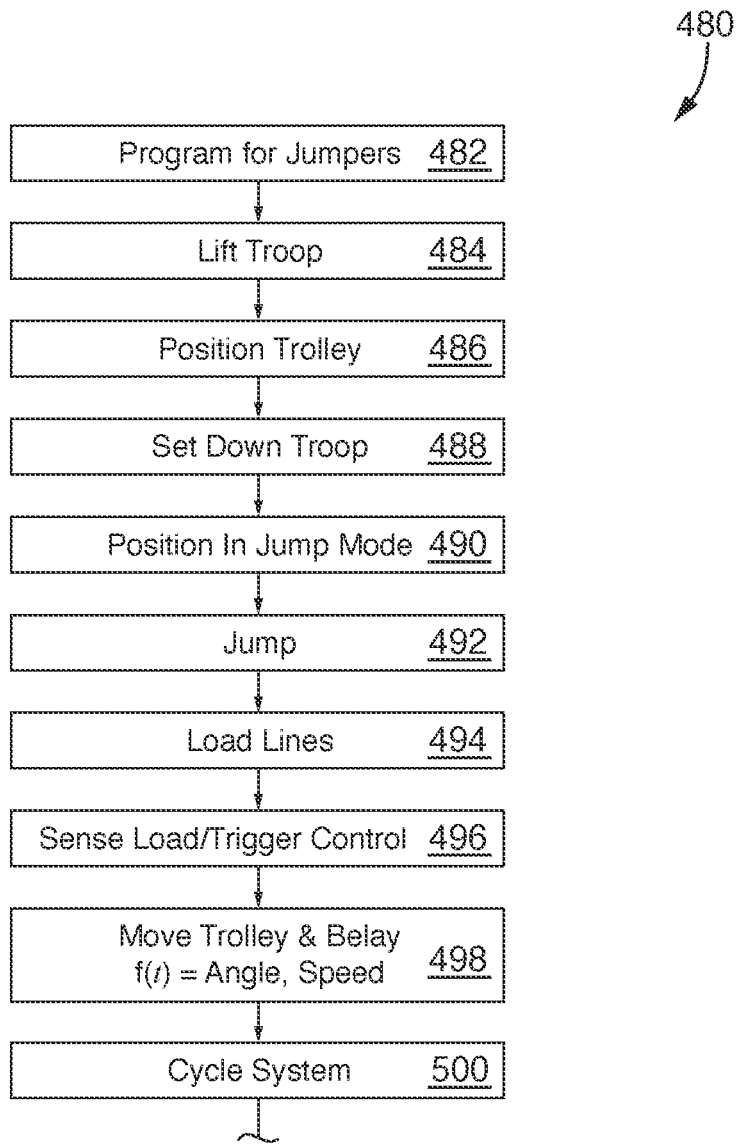 480
Program for Jumpers 482
Lift Troop 484
Position Trolley 486
Set Down Troop 488
Position In Jump Mode 490
Jump 492
Load Lines 494
Sense Load/Trigger Control 496
Move Trolley & Belay
f(t) = Angle, Speed 498
Cycle System 500